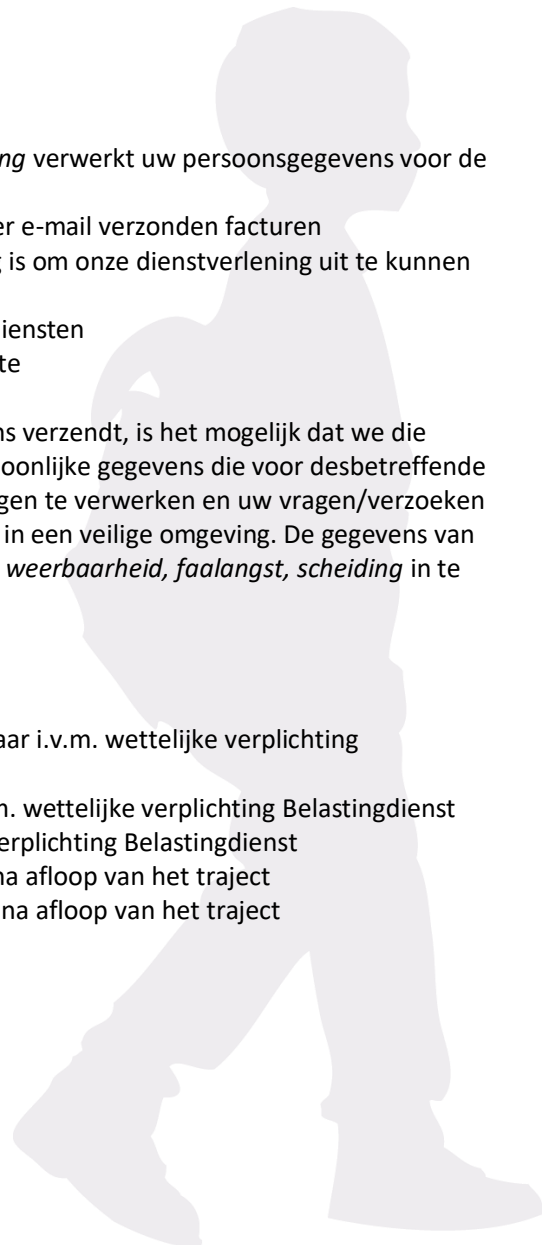 ng verwerkt uw persoonsgegevens voor de
er e-mail verzonden facturen
g is om onze dienstverlening uit te kunnen
iensten
te
ns verzendt, is het mogelijk dat we die
soonlijke gegevens die voor desbetreffende
gen te verwerken en uw vragen/verzoeken
in een veilige omgeving. De gegevens van
weerbaarheid, faalangst, scheiding in te
aar i.v.m. wettelijke verplichting
m. wettelijke verplichting Belastingdienst
verplichting Belastingdienst
na afloop van het traject
na afloop van het traject